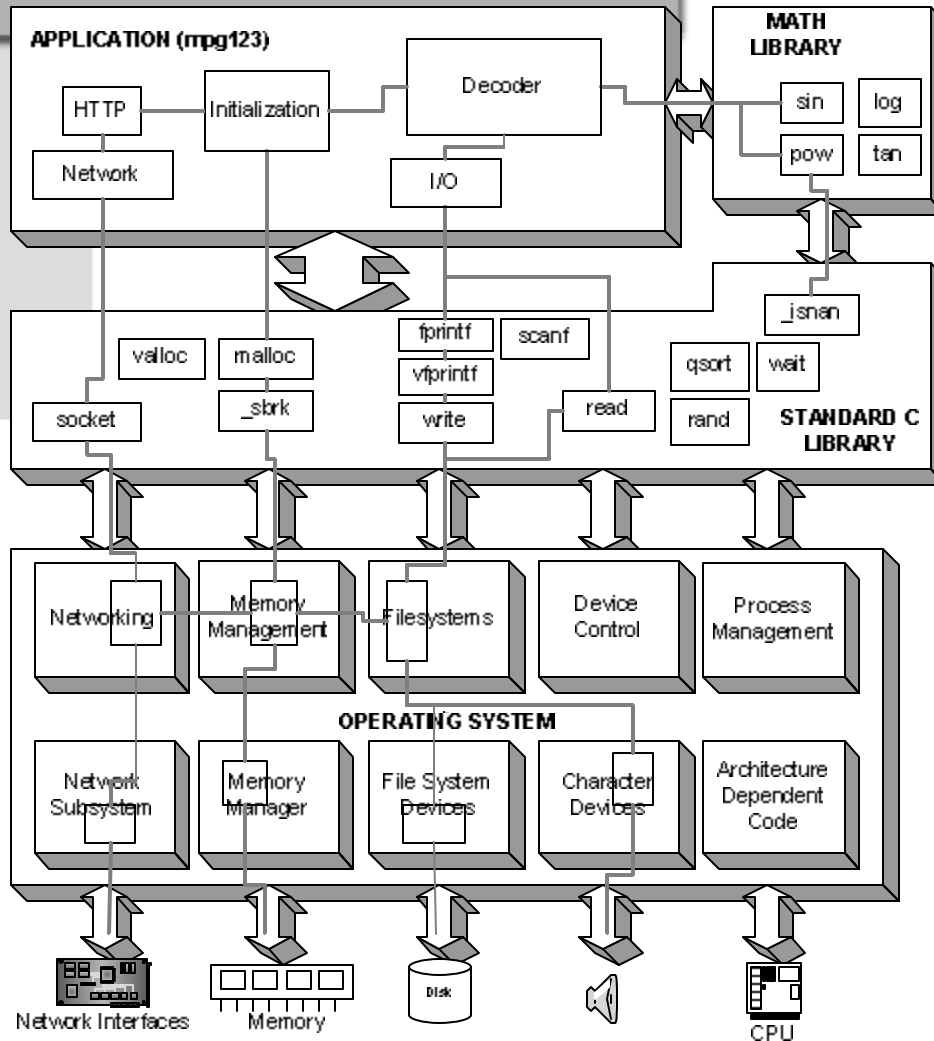 APPLICATION (mpg123)
MATH
LIBRARY
HTTP
Initialization
Decoder
sin
log
Network
I/O
pow
tan
_isnan
valloc
malloc
fprintf
scanf
qsort
wait
vfprintf
socket
_sbrk
write
read
rand
STANDARD C
LIBRARY
Networking
Memory
Management
Filesystems
Device
Control
Process
Management
OPERATING SYSTEM
Network
Subsystem
Memory
Manager
File System
Devices
Character
Devices
Architecture
Dependent
Code
Disk
Network Interfaces
Memory
CPU